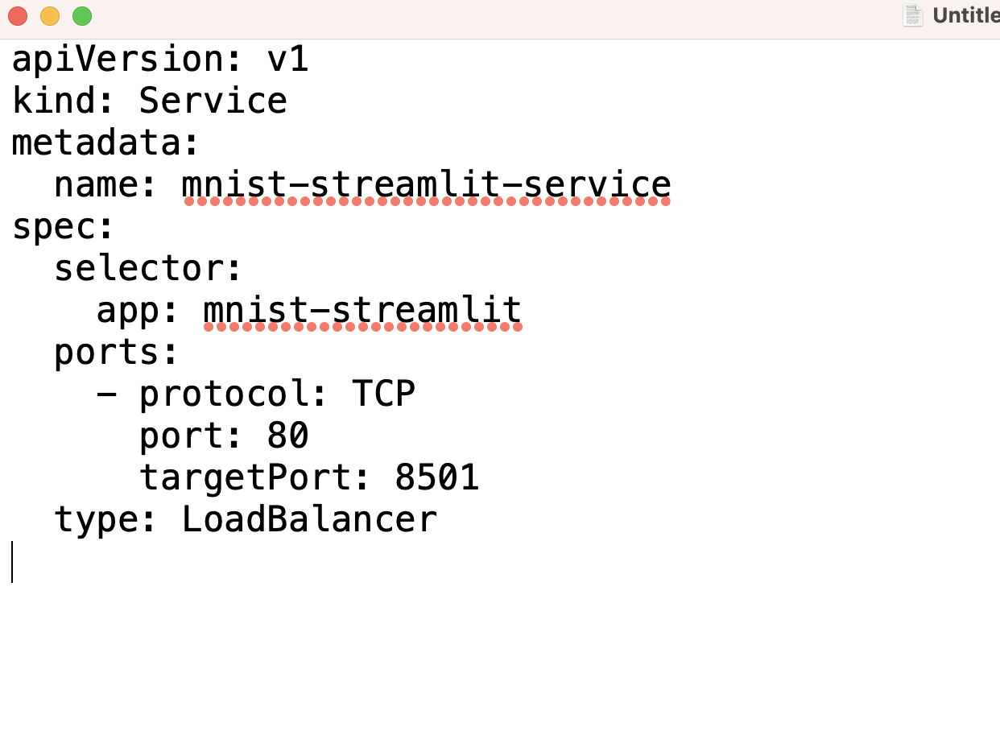 Untitle
apiVersion: v1
kind: Service
metadata:
  name: mnist-streamlit-service
spec:
  selector:
    app: mnist-streamlit
  ports:
    - protocol: TCP
      port: 80
      targetPort: 8501
  type: LoadBalancer